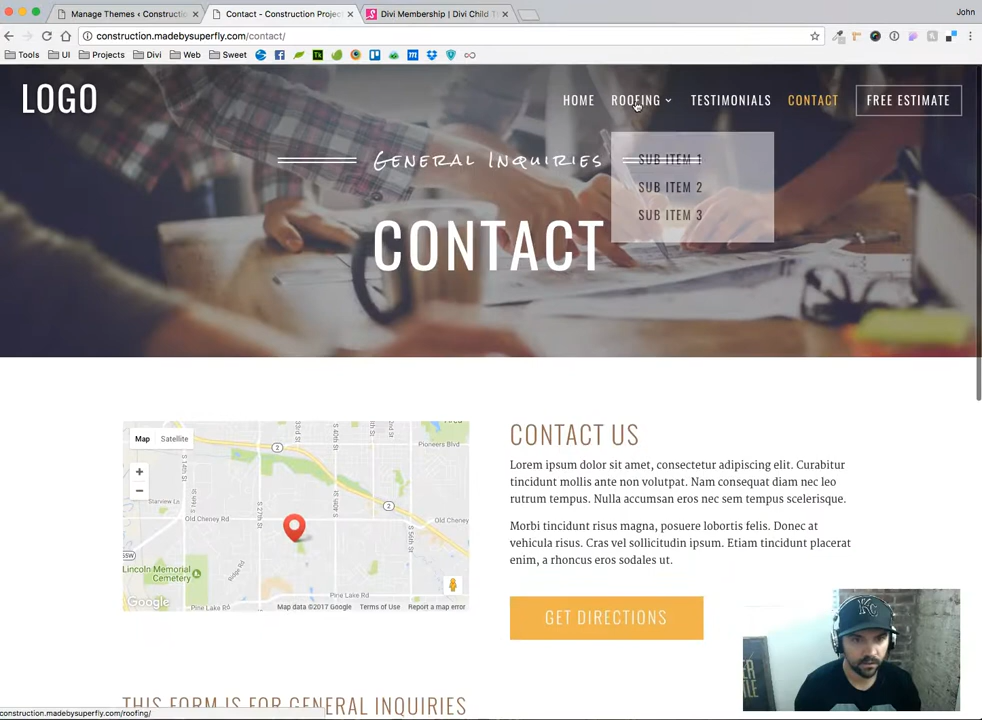 Manage Themes ‹ Constructio
Contact - Construction Projec
Divi Membership | Divi Child T
John
construction.madebysuperfly.com/contact/
Tools
UI
Projects
Divi
Web
Sweet
LOGO
HOME
ROOFING
TESTIMONIALS
CONTACT
FREE ESTIMATE
SUB ITEM 1
SUB ITEM 2
SUB ITEM 3
General Inquiries
CONTACT
Map
Satellite
Pioneers Blvd
Old Cheney Rd
Old Cheney
Lincoln Memorial
Cemetery
Pine Lake Rd
Google
Map data ©2017 Google
Terms of Use
Report a map error
CONTACT US
Lorem ipsum dolor sit amet, consectetur adipiscing elit. Curabitur
tincidunt mollis ante non volutpat. Nam consequat diam nec leo
rutrum tempus. Nulla accumsan eros nec sem tempus scelerisque.
Morbi tincidunt risus magna, posuere lobortis felis. Donec at
vehicula risus. Cras vel sollicitudin ipsum. Etiam tincidunt placerat
enim, a rhoncus eros sodales ut.
GET DIRECTIONS
THIS FORM IS FOR GENERAL INQUIRIES
construction.madebysuperfly.com/roofing/
KC